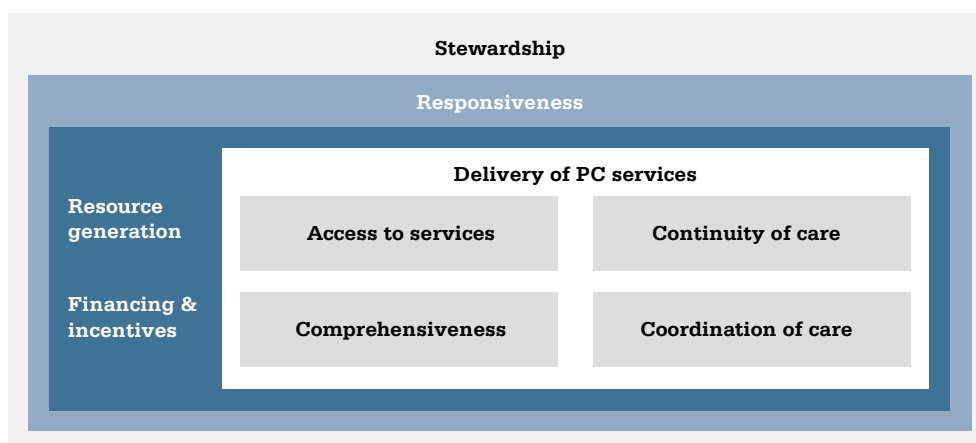 Stewardship
Responsiveness
Delivery of PC services
Resource
generation
Access to services
Continuity of care
Financing &
incentives
Comprehensiveness
Coordination of care